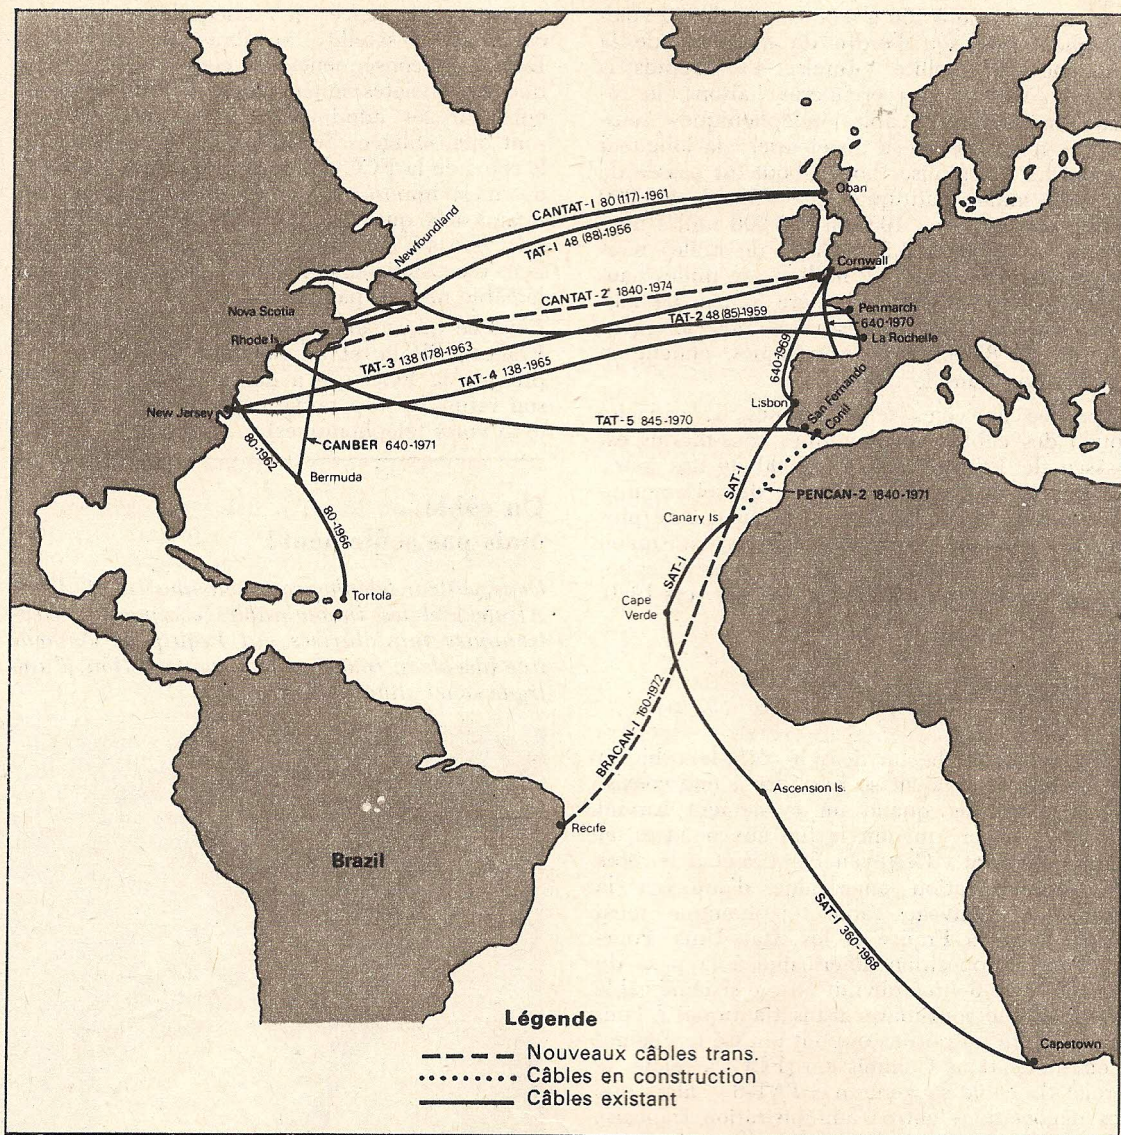 Oban
CANTAT-I 80 (117)-1961
Newfoundland
TAT-I 48 (88)-1956
Cornwall
CANTAT-2 1840-1974
Nova Scotia
Penmarch
TAT-2 48 (85)-1959
640-1970
Rhode Is
La Rochelle
TAT-3 138 (178)-1963
640-1969
TAT-4 138-1965
Lisbon
San Fernando
Conil
New Jersey
TAT-5 845-1970
80-1962
CANBER 640-1971
Bermuda
SAT-I
PENCAN-2 1840-1971
80-1966
Canary Is
SAT-I
Tortola
Cape
Verde
BRACAN-I 160-1972
Ascension Is.
Recife
Brazil
SAT-I 360-1968
Légende
Capetown
Nouveaux câbles trans.
Câbles en construction
Câbles existant